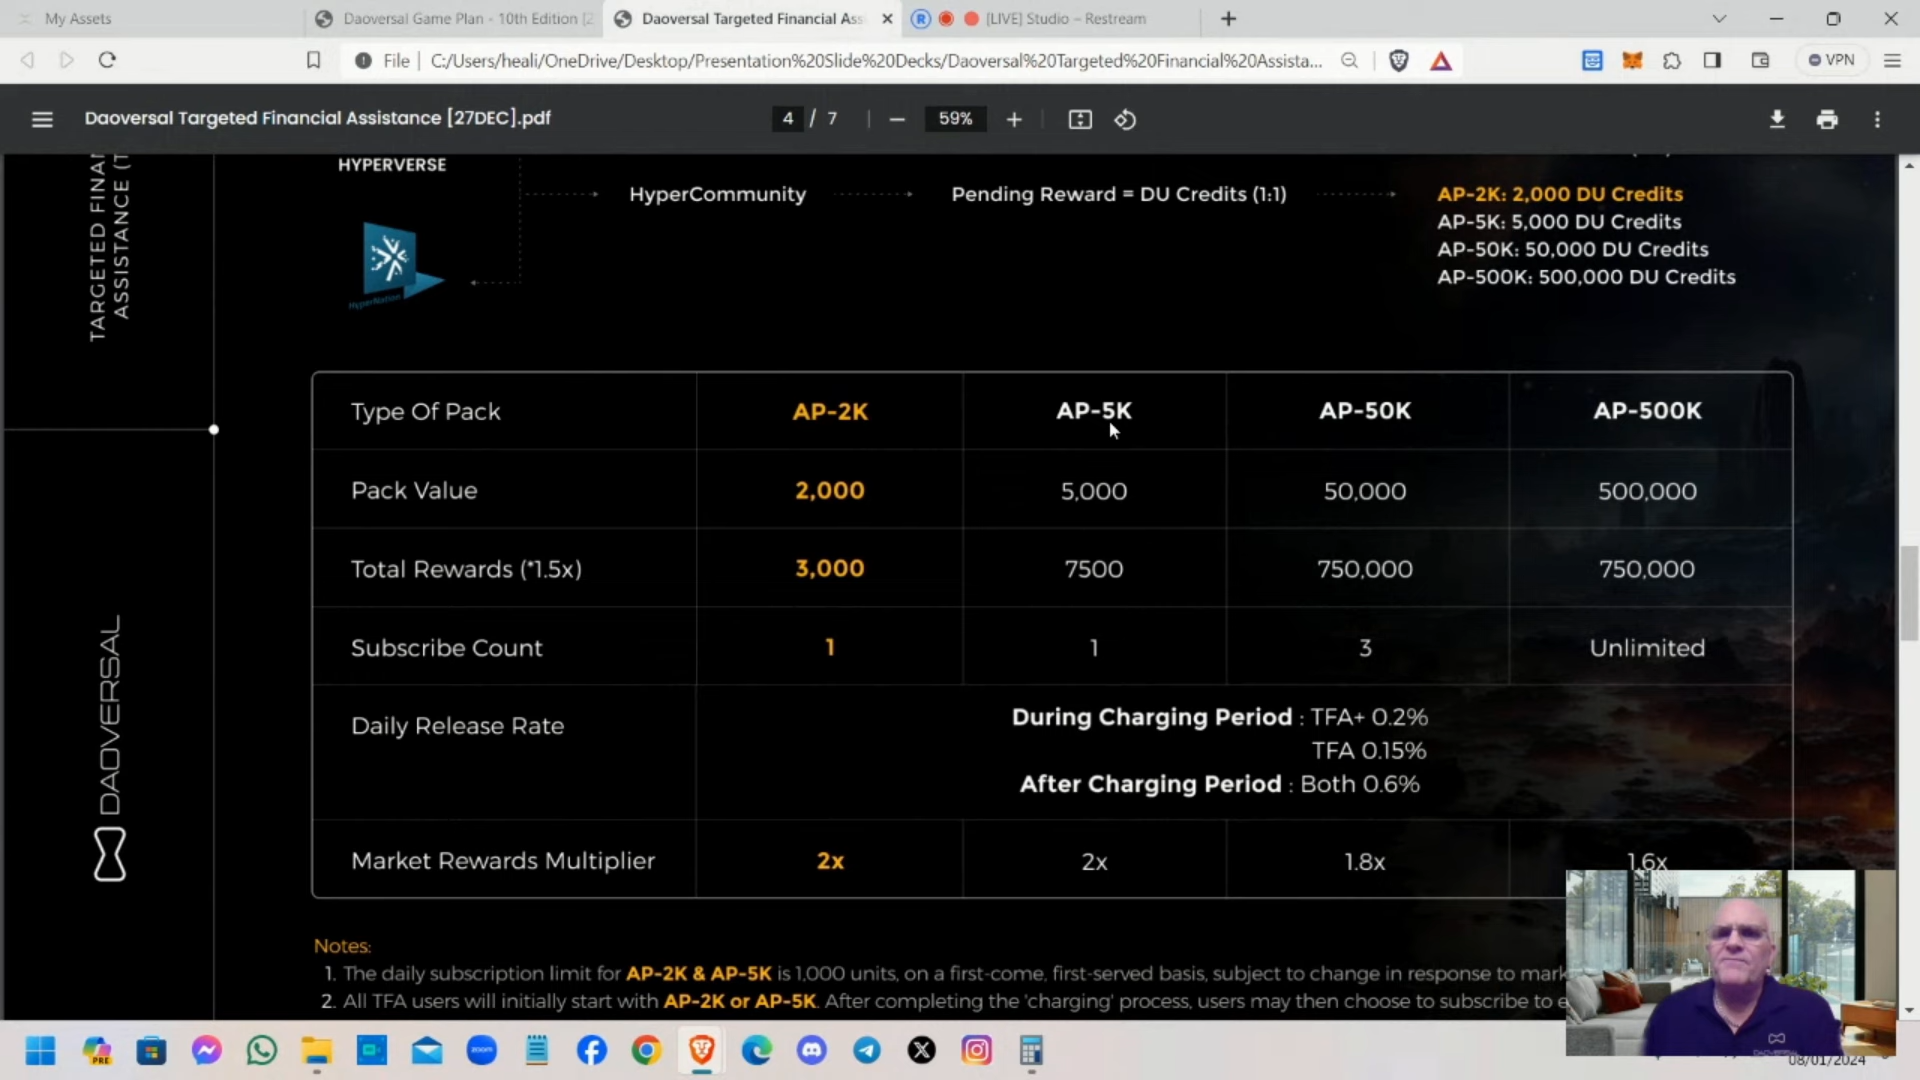 My Assets
Daoversal Game Plan - 10th Edition [2
Daoversal Targeted Financial Ass
[LIVE] Studio – Restream
File
C:/Users/heali/OneDrive/Desktop/Presentation%20Slide%20Decks/Daoversal%20Targeted%20Financial%20Assista...
VPN
Daoversal Targeted Financial Assistance [27DEC].pdf
4 / 7
59%
TARGETED FINAN
ASSISTANCE (T
HYPERVERSE
HyperCommunity
Pending Reward = DU Credits (1:1)
AP-2K: 2,000 DU Credits
AP-5K: 5,000 DU Credits
AP-50K: 50,000 DU Credits
AP-500K: 500,000 DU Credits
HyperNation
Type Of Pack AP-2K AP-5K AP-50K AP-500K
Pack Value 2,000 5,000 50,000 500,000
Total Rewards (*1.5x) 3,000 7500 750,000 750,000
Subscribe Count 1 1 3 Unlimited
Daily Release Rate
During Charging Period : TFA+ 0.2%
TFA 0.15%
After Charging Period : Both 0.6%
Market Rewards Multiplier 2x 2x 1.8x 1.6x
DAOVERSAL
Notes:
1. The daily subscription limit for AP-2K & AP-5K is 1,000 units, on a first-come, first-served basis, subject to change in response to mark
2. All TFA users will initially start with AP-2K or AP-5K. After completing the 'charging' process, users may then choose to subscribe to e
PRE
zoom
08/01/2024